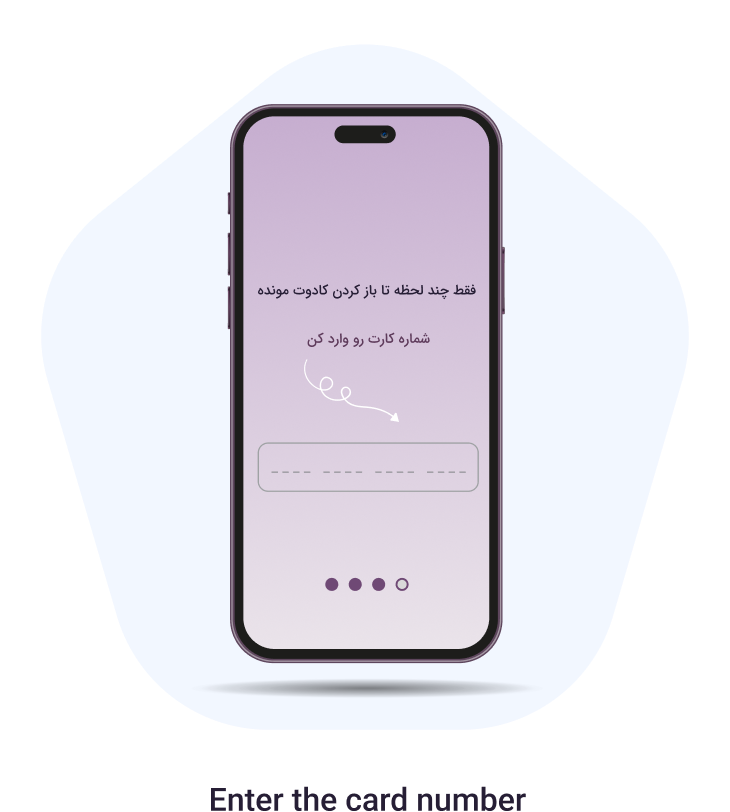 فقط چند لحظه تا باز کردن کادوت مونده
شماره کارت رو وارد کن
Enter the card number